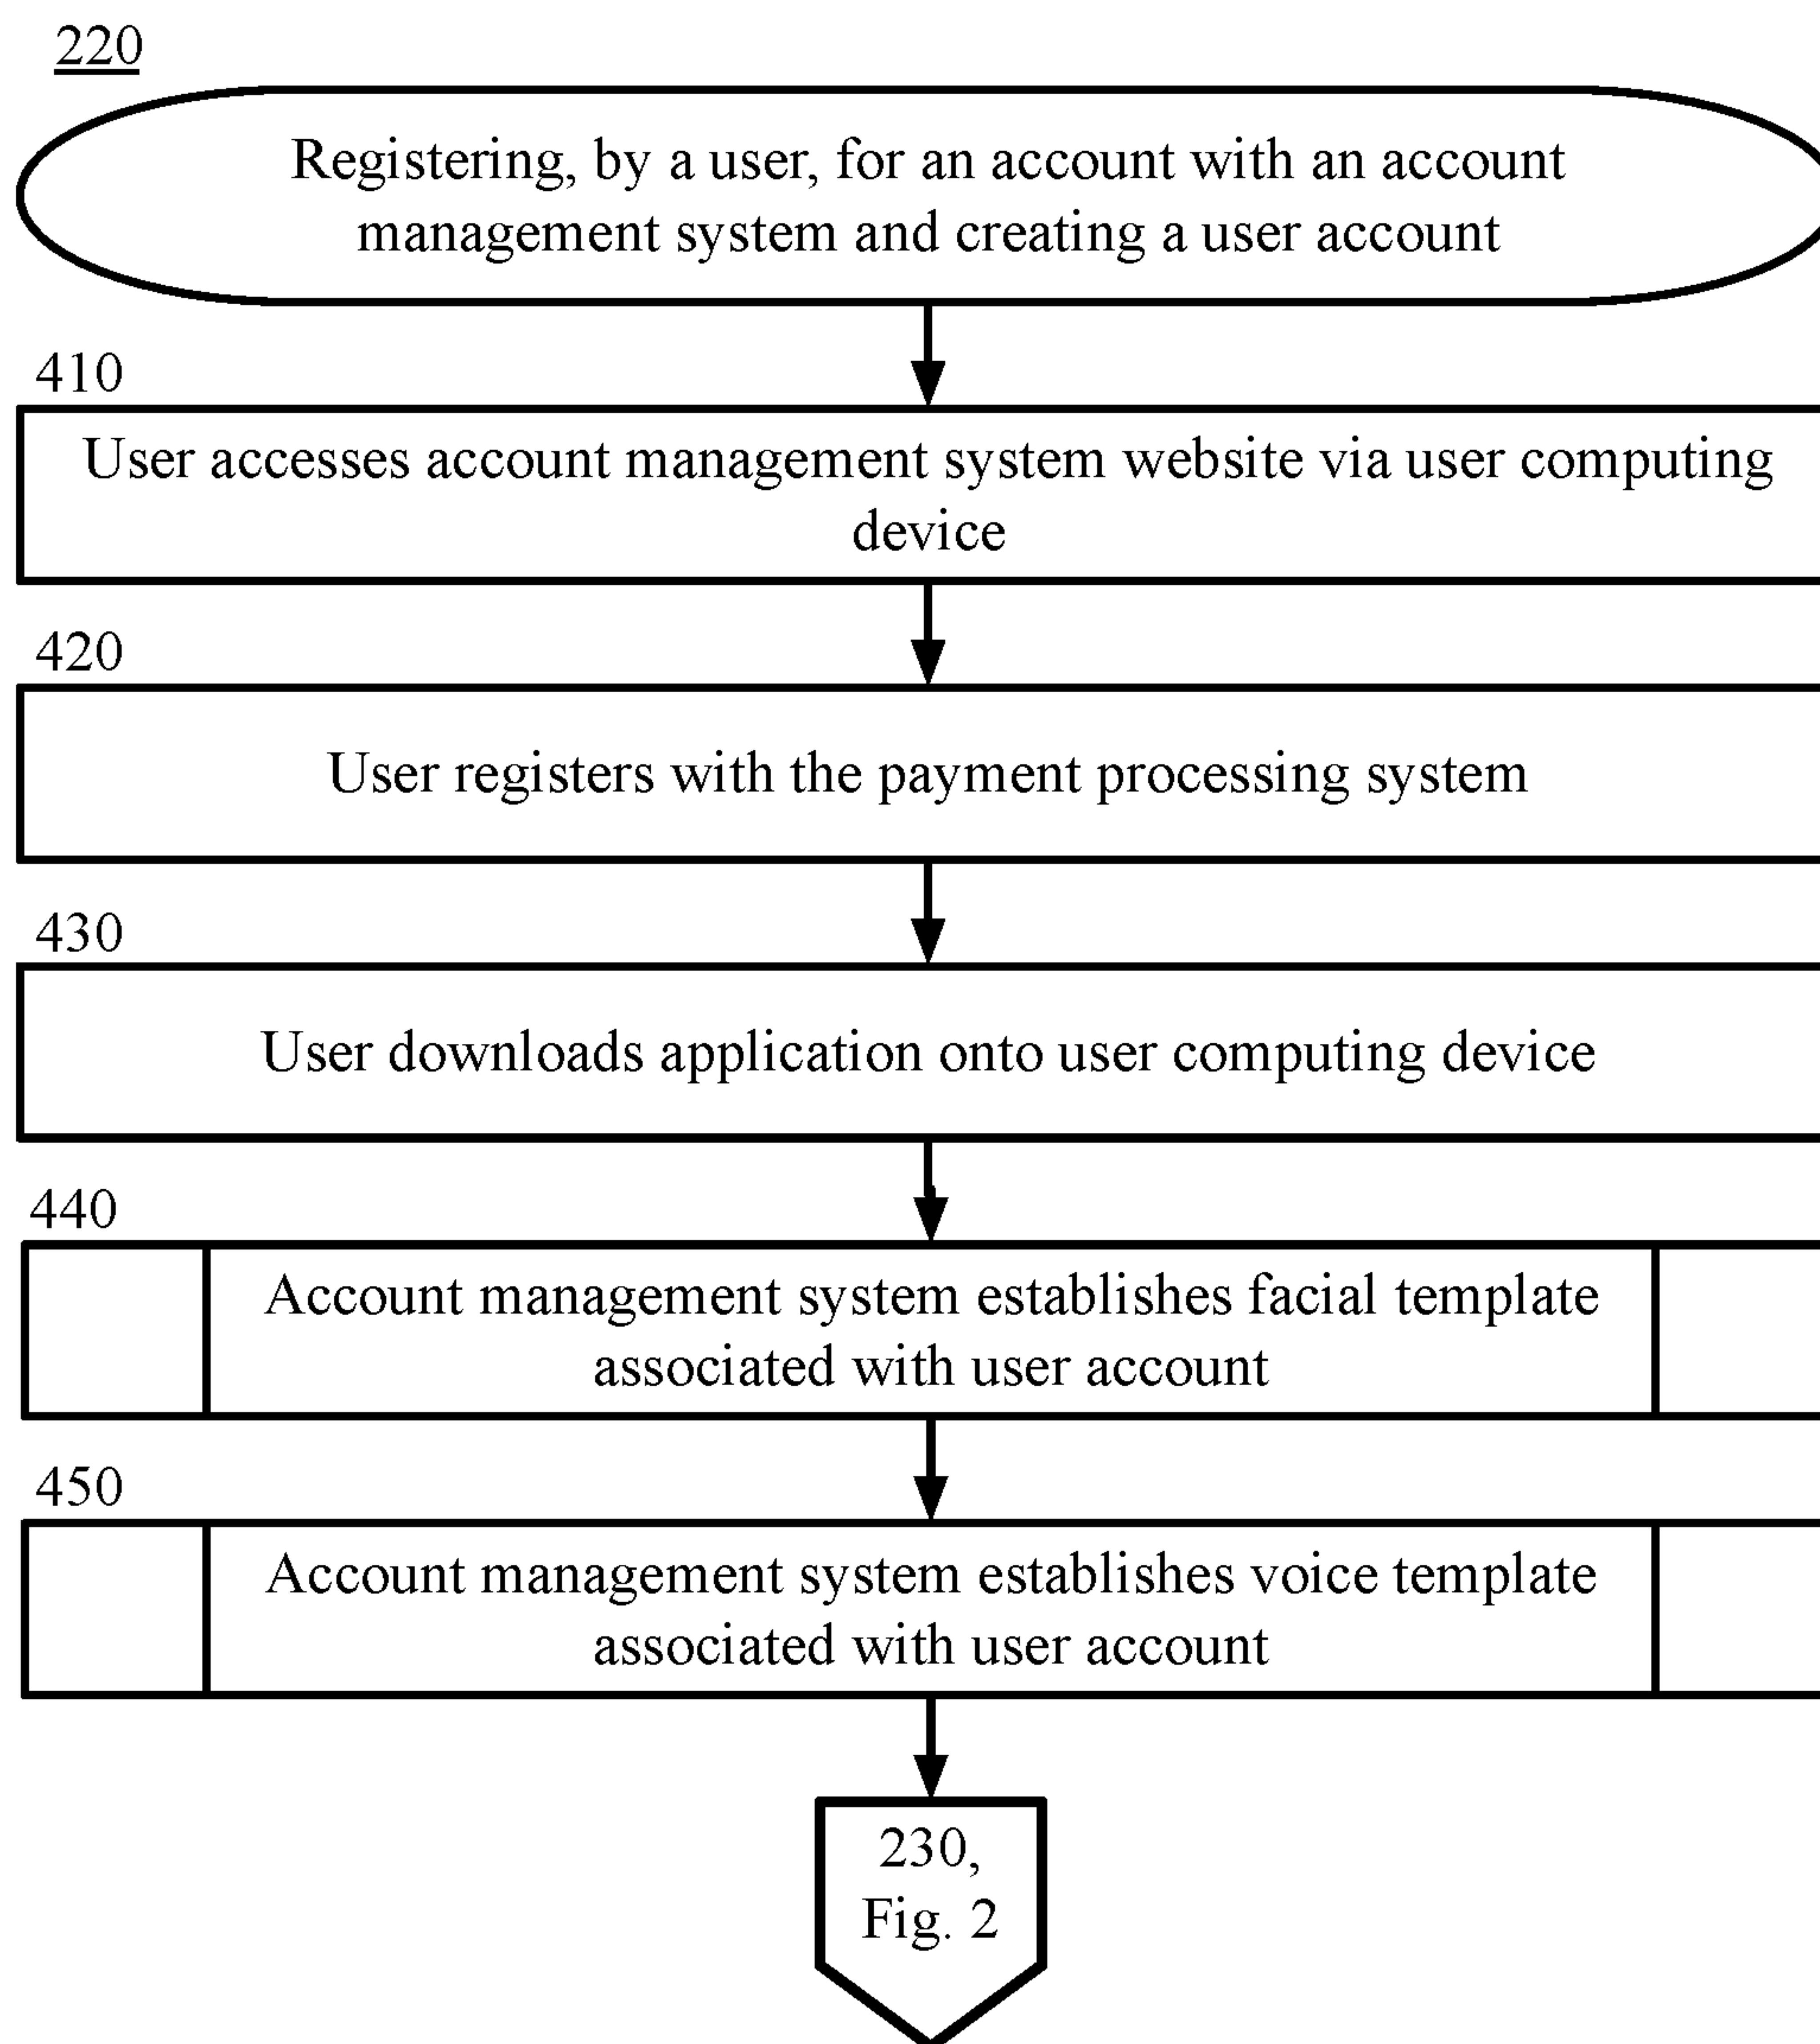 220
Registering, by a user, for an account with an account
management system and creating a user account
410
User accesses account management system website via user computing
device
420
User registers with the payment processing system
430
User downloads application onto user computing device
440
Account management system establishes facial template
associated with user account
450
Account management system establishes voice template
associated with user account
230,
Fig. 2